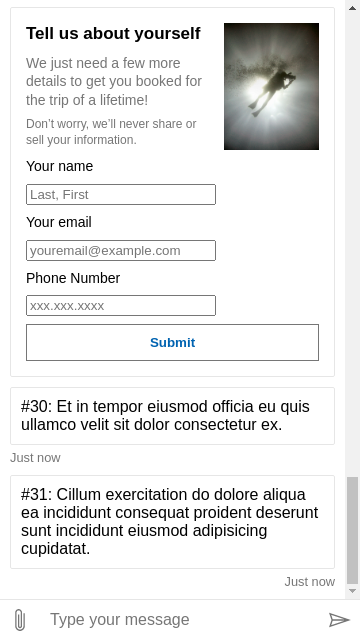 Tell us about yourself
We just need a few more
details to get you booked for
the trip of a lifetime!
Don't worry, we'll never share or
sell your information.
Your name
Last, First
Your email
youremail@example.com
Phone Number
xxx.xxx.xxxx
Submit
#30: Et in tempor eiusmod officia eu quis
ullamco velit sit dolor consectetur ex.
Just now
#31: Cillum exercitation do dolore aliqua
ea incididunt consequat proident deserunt
sunt incididunt eiusmod adipisicing
cupidatat.
Just now
Type your message